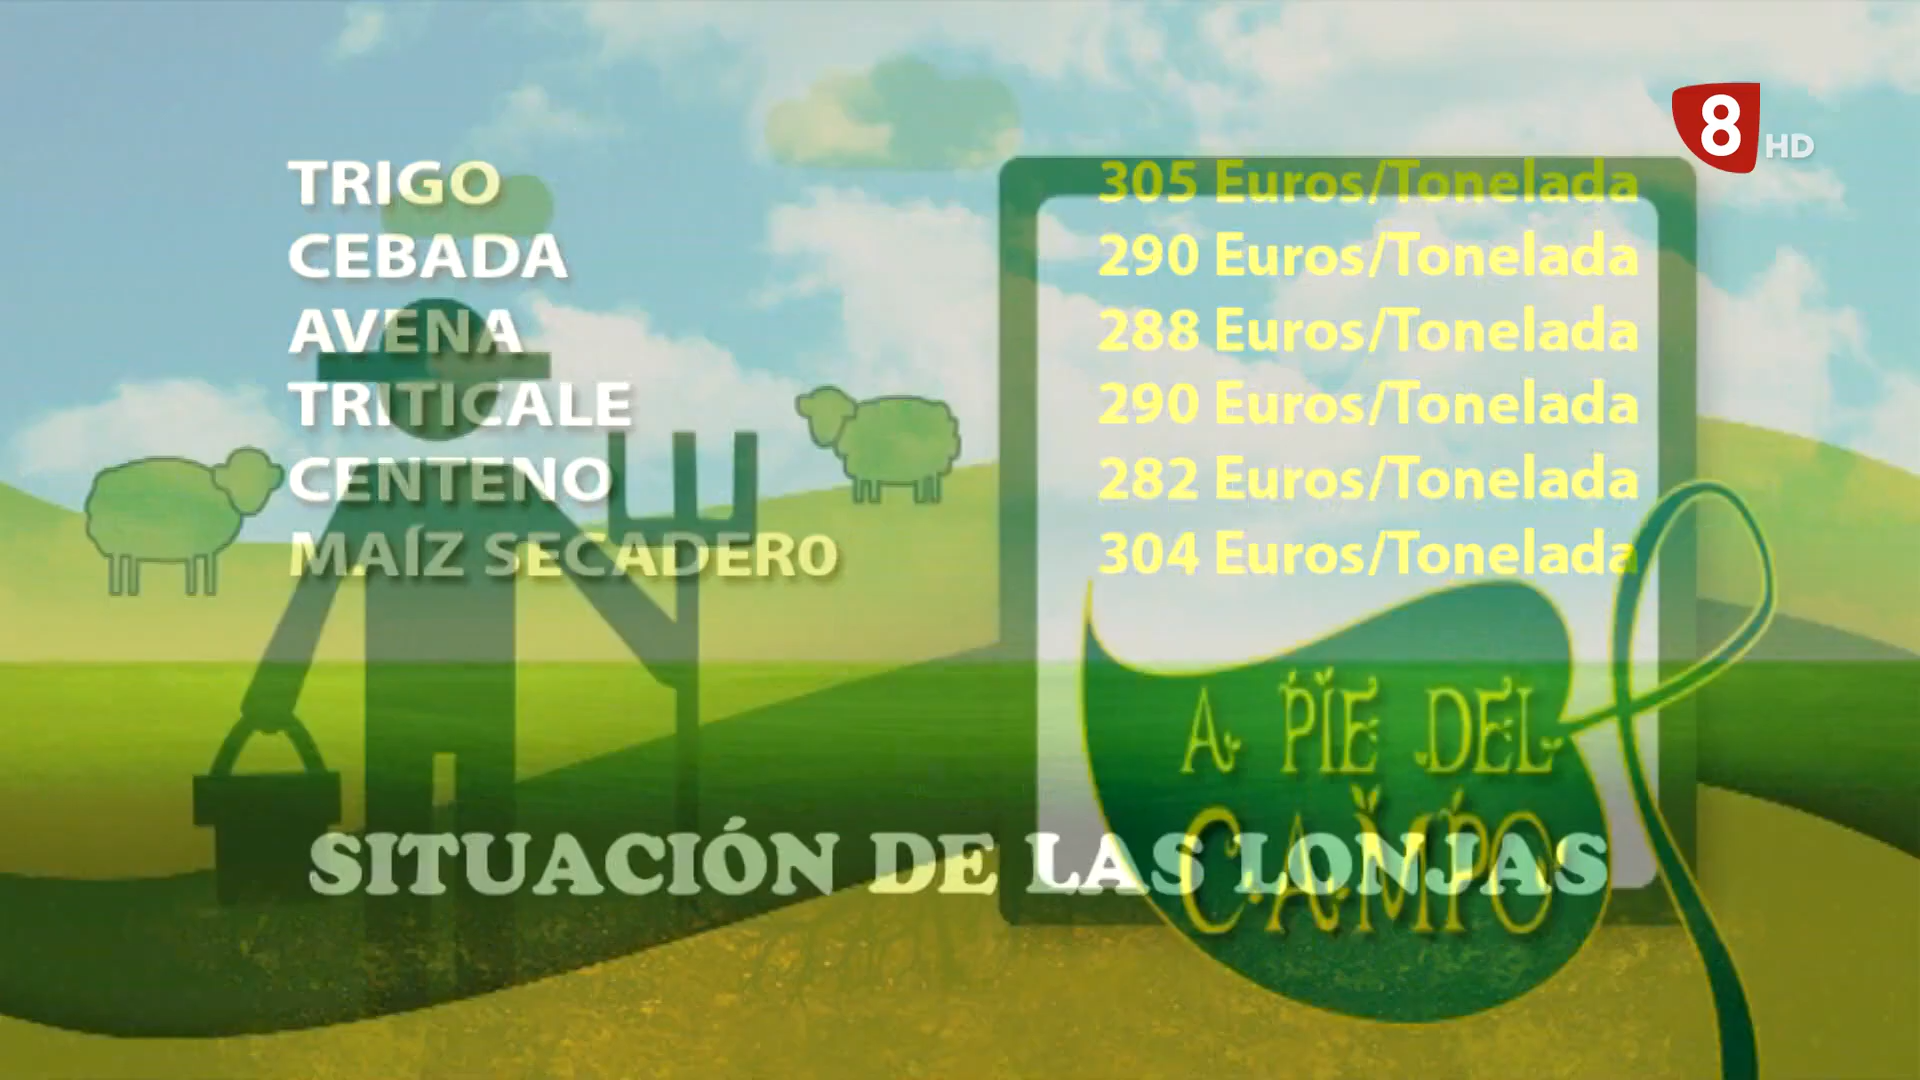 8 HD
TRIGO 305 Euros/Tonelada
CEBADA 290 Euros/Tonelada
AVENA 288 Euros/Tonelada
TRITICALE 290 Euros/Tonelada
CENTENO 282 Euros/Tonelada
MAÍZ SECADER0 304 Euros/Tonelada
A PIE DEL
CAMPO
SITUACIÓN DE LAS LONJAS